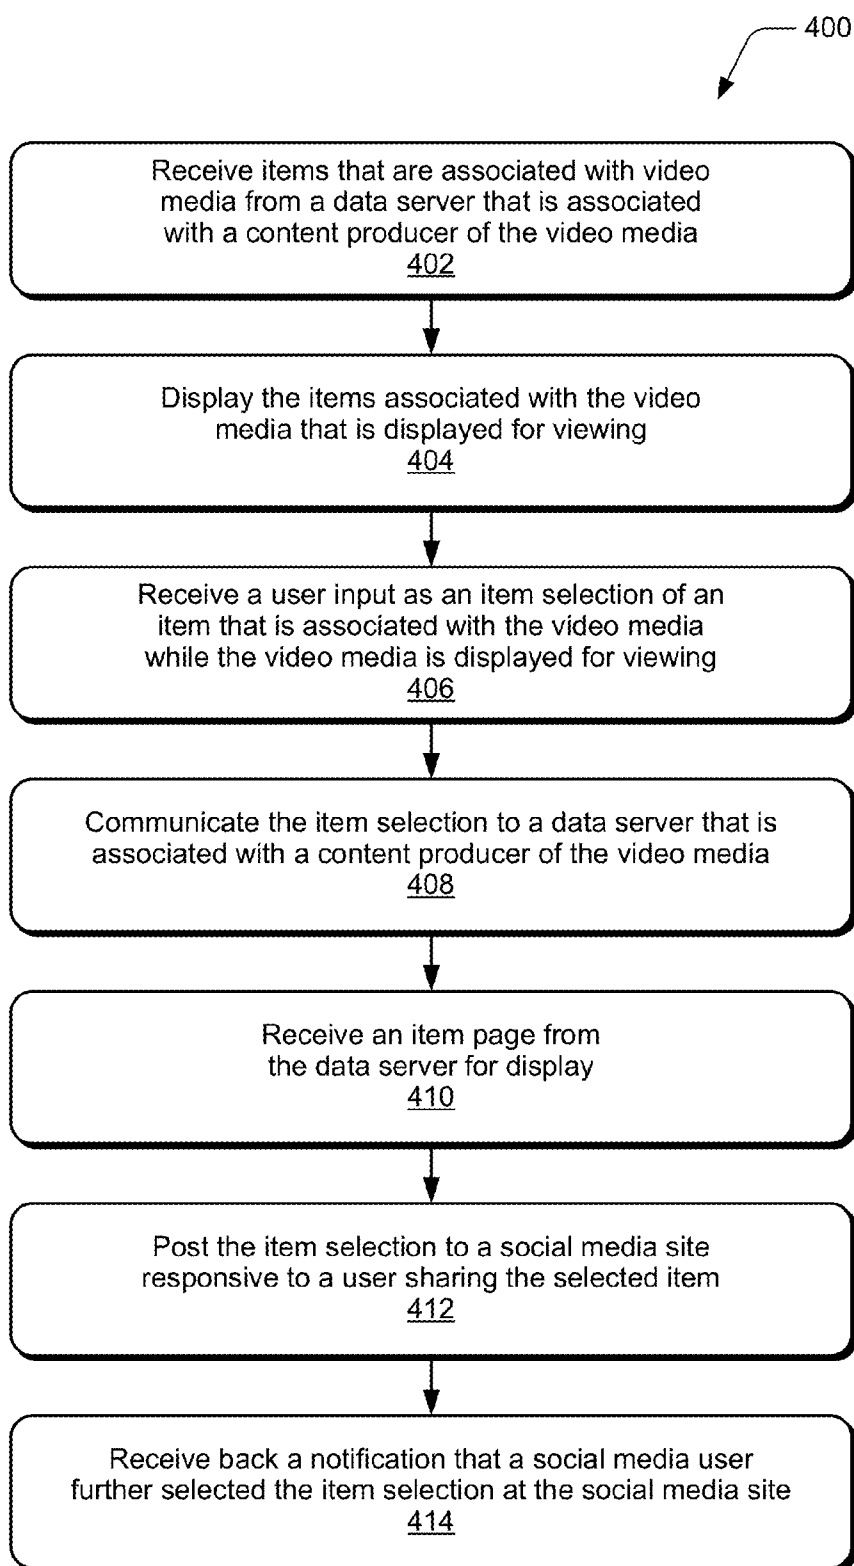 400
Receive items that are associated with video
media from a data server that is associated
with a content producer of the video media
402
Display the items associated with the video
media that is displayed for viewing
404
Receive a user input as an item selection of an
item that is associated with the video media
while the video media is displayed for viewing
406
Communicate the item selection to a data server that is
associated with a content producer of the video media
408
Receive an item page from
the data server for display
410
Post the item selection to a social media site
responsive to a user sharing the selected item
412
Receive back a notification that a social media user
further selected the item selection at the social media site
414